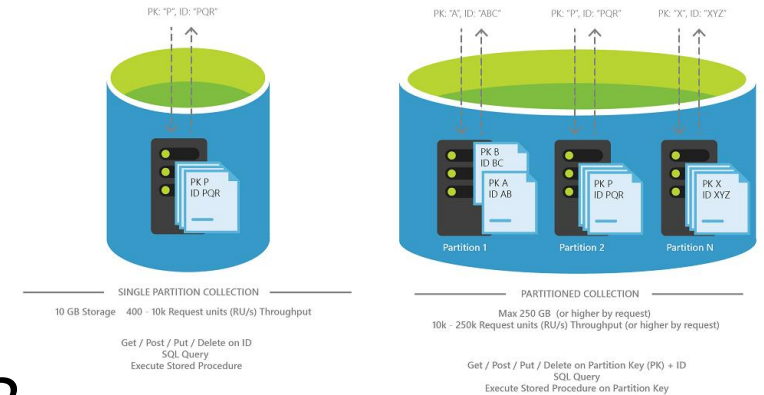 PK: "P", ID: "PQR"
PK P
ID PQR
SINGLE PARTITION COLLECTION
10 GB Storage 400 - 10k Request units (RU/s) Throughput
Get / Post / Put / Delete on ID
SQL Query
Execute Stored Procedure
PK: "A", ID: "ABC" PK: "P", ID: "PQR" PK: "X", ID: "XYZ"
PK B
ID BC
PK A
ID AB
PK P
ID PQR
PK X
ID XYZ
Partition 1 Partition 2 Partition N
PARTITIONED COLLECTION
Max 250 GB (or higher by request)
10k - 250k Request units (RU/s) Throughput (or higher by request)
Get / Post / Put / Delete on Partition Key (PK) + ID
SQL Query
Execute Stored Procedure on Partition Key